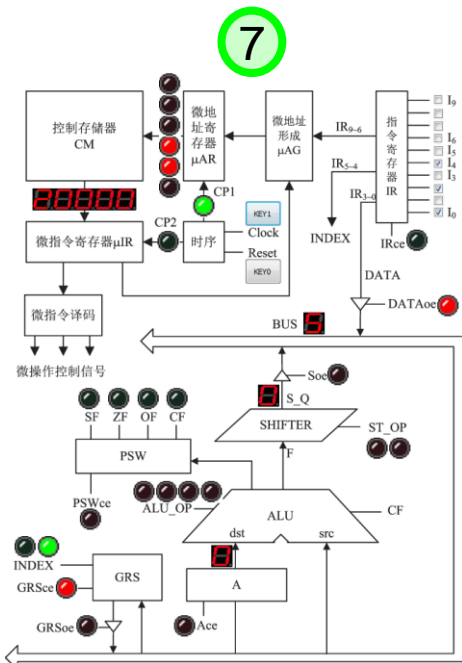 7
控制存储器
CM
微地
址寄
存器
μAR
微地址
形成
μAG
IR9-6
IR5-4
IR3-0
指
令
寄
存
器
IR
I9
I6
I5
I4
I3
I0
20000
CP1
CP2
微指令寄存器μIR
时序
KEY1
Clock
Reset
KEY0
INDEX
IRce
DATA
DATAoe
微指令译码
微操作控制信号
BUS 5
Soe
0
S_Q
SF ZF OF CF
SHIFTER
ST_OP
F
PSW
PSWce
ALU_OP
ALU
CF
dst
src
0
INDEX
GRS
GRSce
GRSoe
A
Ace